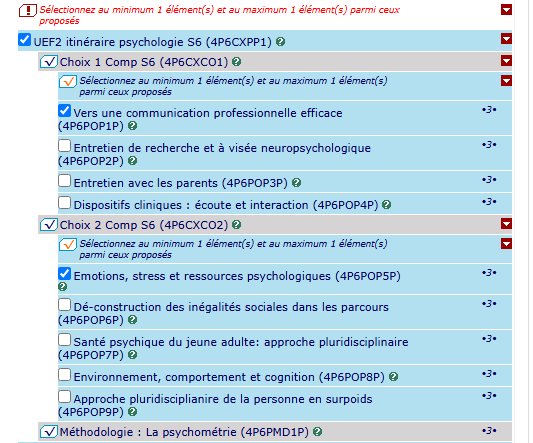 Sélectionnez au minimum 1 élément(s) et au maximum 1 élément(s) parmi ceux
proposés
UEF2 itinéraire psychologie S6 (4P6CXPP1)
Choix 1 Comp S6 (4P6CXCO1)
Sélectionnez au minimum 1 élément(s) et au maximum 1 élément(s)
parmi ceux proposés
Vers une communication professionnelle efficace •3•
(4P6POP1P)
Entretien de recherche et à visée neuropsychologique •3•
(4P6POP2P)
Entretien avec les parents (4P6POP3P) •3•
Dispositifs cliniques : écoute et interaction (4P6POP4P) •3•
Choix 2 Comp S6 (4P6CXCO2)
Sélectionnez au minimum 1 élément(s) et au maximum 1 élément(s)
parmi ceux proposés
Emotions, stress et ressources psychologiques (4P6POP5P) •3•
Dé-construction des inégalités sociales dans les parcours •3•
(4P6POP6P)
Santé psychique du jeune adulte: approche pluridisciplinaire •3•
(4P6POP7P)
Environnement, comportement et cognition (4P6POP8P) •3•
Approche pluridisciplianire de la personne en surpoids •3•
(4P6POP9P)
Méthodologie : La psychométrie (4P6PMD1P) •3•